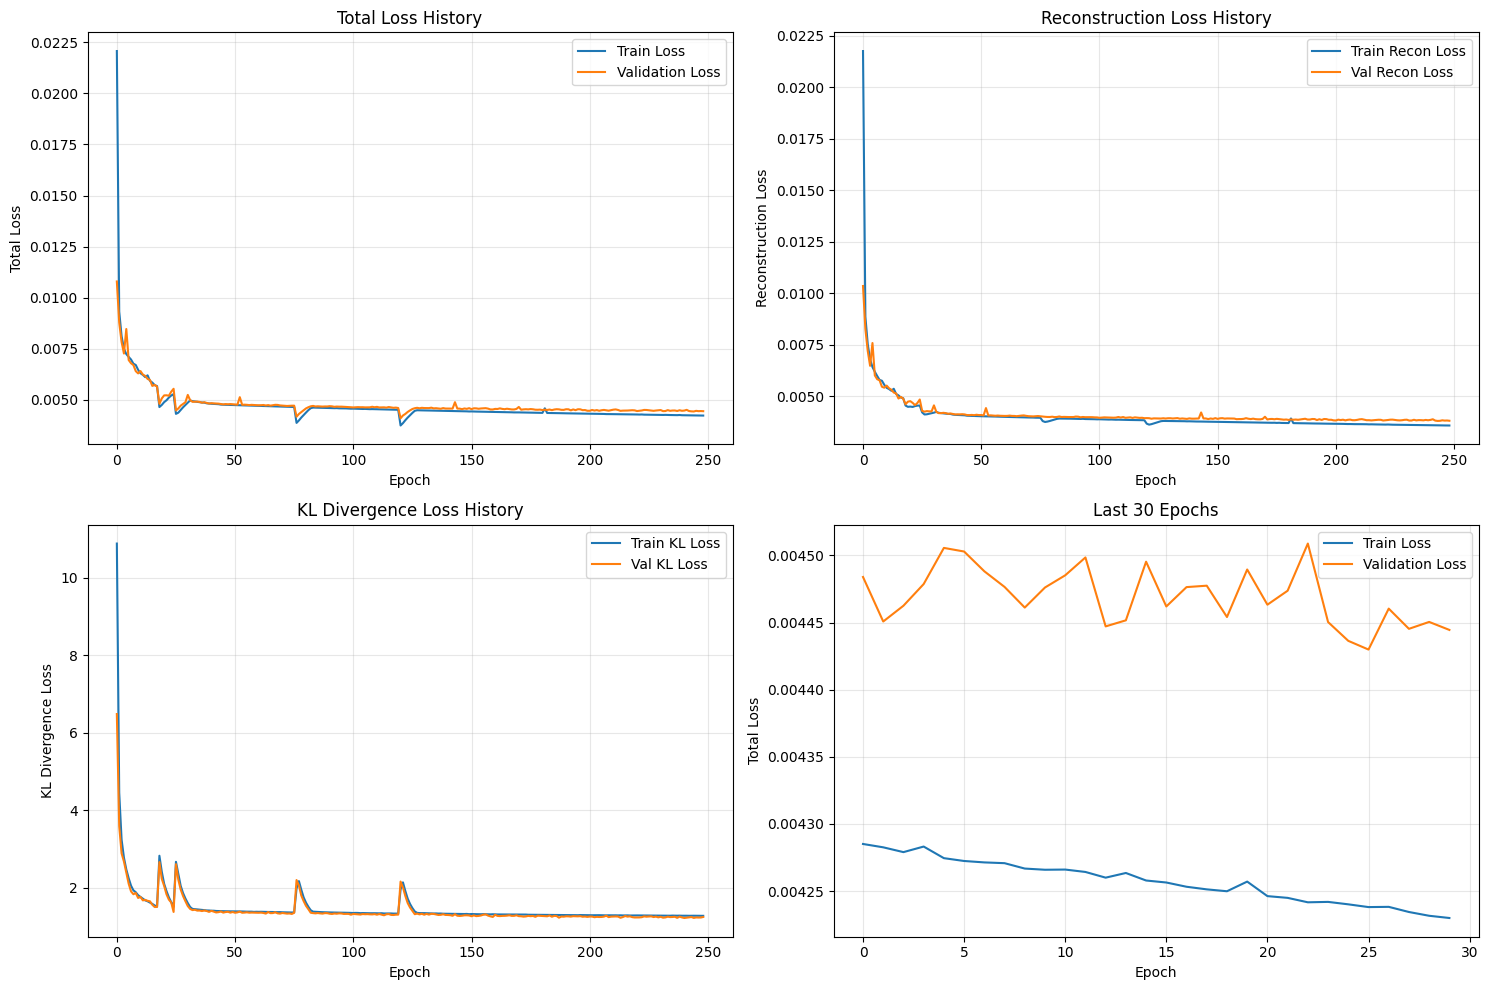 Total Loss History
Total Loss
0.0225
0.0200
0.0175
0.0150
0.0125
0.0100
0.0075
0.0050
Train Loss
Validation Loss
0 50 100 150 200 250
Epoch
Reconstruction Loss History
Reconstruction Loss
0.0225
0.0200
0.0175
0.0150
0.0125
0.0100
0.0075
0.0050
Train Recon Loss
Val Recon Loss
0 50 100 150 200 250
Epoch
KL Divergence Loss History
KL Divergence Loss
10
8
6
4
2
Train KL Loss
Val KL Loss
0 50 100 150 200 250
Epoch
Last 30 Epochs
Total Loss
0.00450
0.00445
0.00440
0.00435
0.00430
0.00425
Train Loss
Validation Loss
0 5 10 15 20 25 30
Epoch